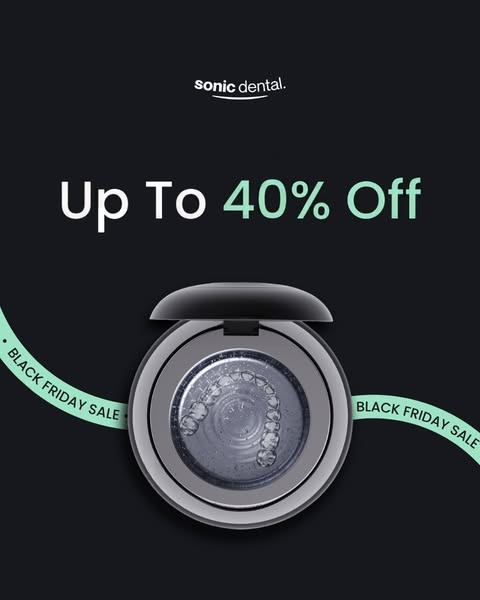 sonic dental.
Up To 40% Off
• BLACK FRIDAY SALE •
BLACK FRIDAY SALE